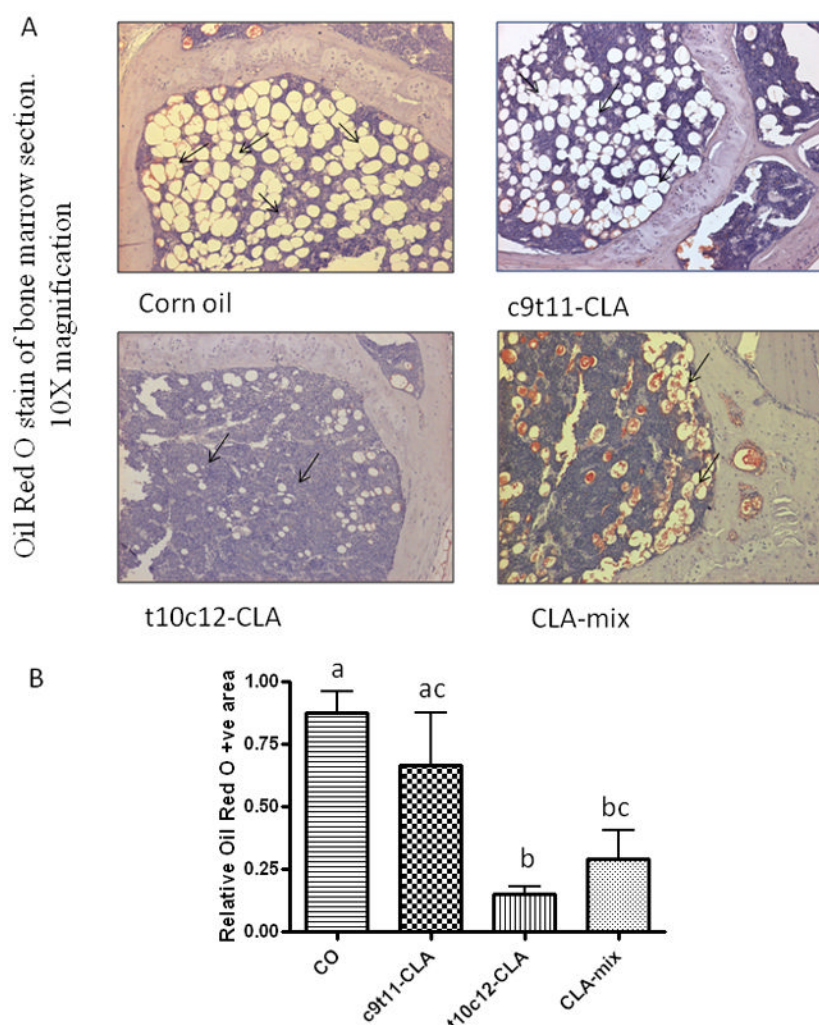 A
Oil Red O stain of bone marrow section.
10X magnification
Corn oil
c9t11-CLA
t10c12-CLA
CLA-mix
B
Relative Oil Red O +ve area
1.00
0.75
0.50
0.25
0.00
a
ac
b
bc
CO
c9t11-CLA
t10c12-CLA
CLA-mix